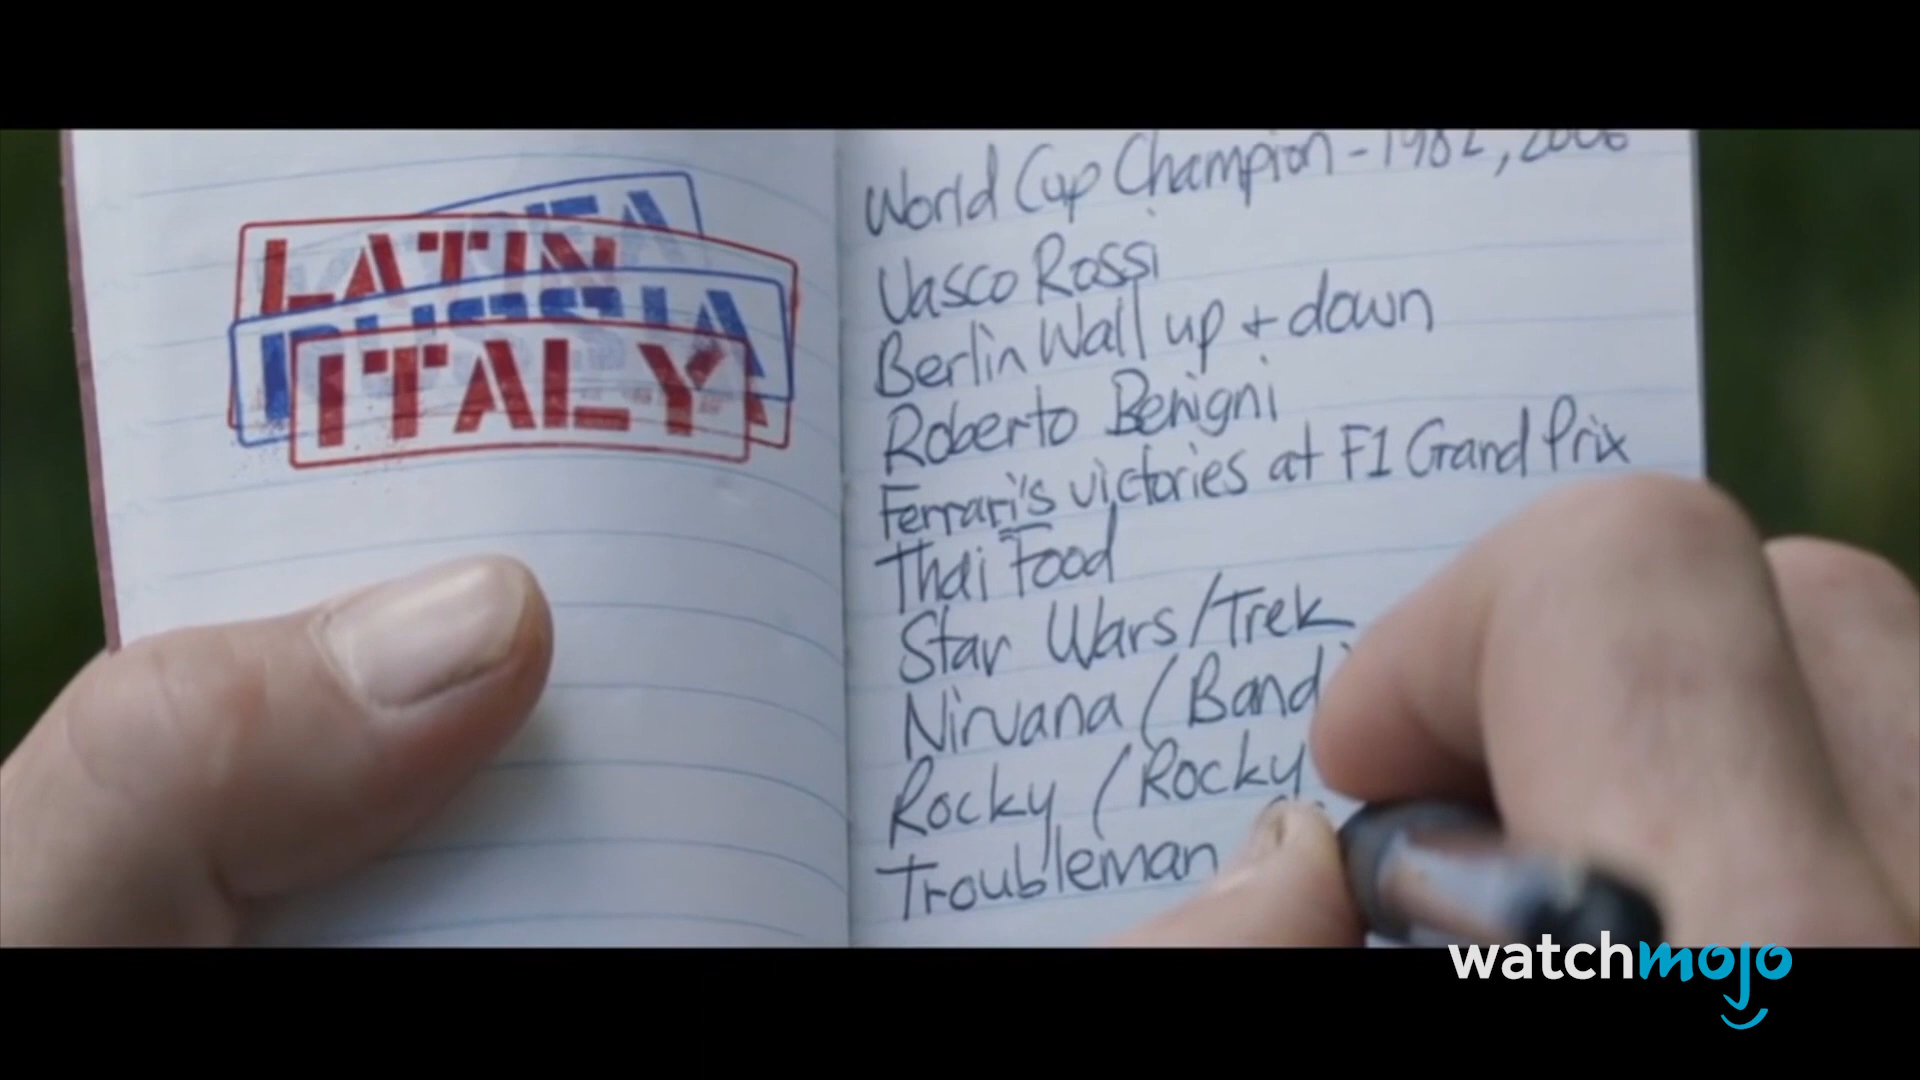 LATIN
RUSSIA
ITALY
World Cup Champion - 1982, 2006
Vasco Rossi
Berlin Wall up + down
Roberto Benigni
Ferrari's victories at F1 Grand Prix
Thai Food
Star Wars/Trek
Nirvana (Band)
Rocky (Rocky
Troubleman
watchmojo